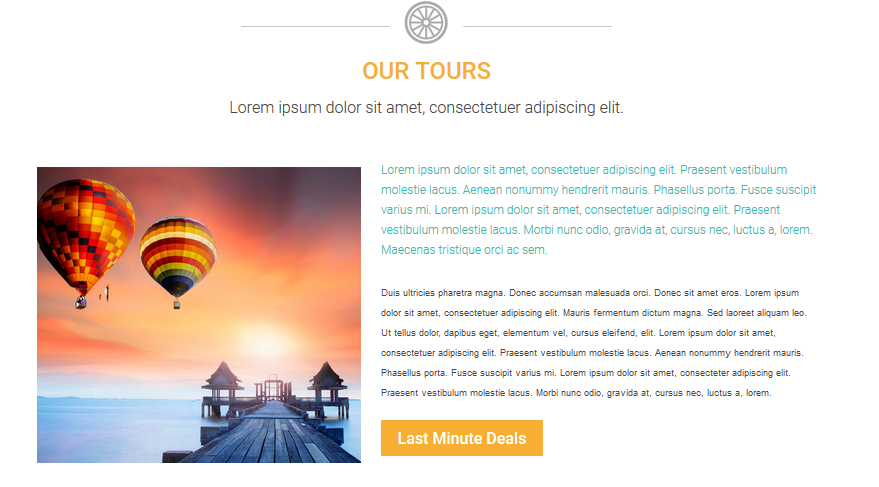 OUR TOURS
Lorem ipsum dolor sit amet, consectetuer adipiscing elit.
Lorem ipsum dolor sit amet, consectetuer adipiscing elit. Praesent vestibulum
molestie lacus. Aenean nonummy hendrerit mauris. Phasellus porta. Fusce suscipit
varius mi. Lorem ipsum dolor sit amet, consectetuer adipiscing elit. Praesent
vestibulum molestie lacus. Morbi nunc odio, gravida at, cursus nec, luctus a, lorem.
Maecenas tristique orci ac sem.
Duis ultricies pharetra magna. Donec accumsan malesuada orci. Donec sit amet eros. Lorem ipsum
dolor sit amet, consectetuer adipiscing elit. Mauris fermentum dictum magna. Sed laoreet aliquam leo.
Ut tellus dolor, dapibus eget, elementum vel, cursus eleifend, elit. Lorem ipsum dolor sit amet,
consectetuer adipiscing elit. Praesent vestibulum molestie lacus. Aenean nonummy hendrerit mauris.
Phasellus porta. Fusce suscipit varius mi. Lorem ipsum dolor sit amet, consecteter adipiscing elit.
Praesent vestibulum molestie lacus. Morbi nunc odio, gravida at, cursus nec, luctus a, lorem.
Last Minute Deals